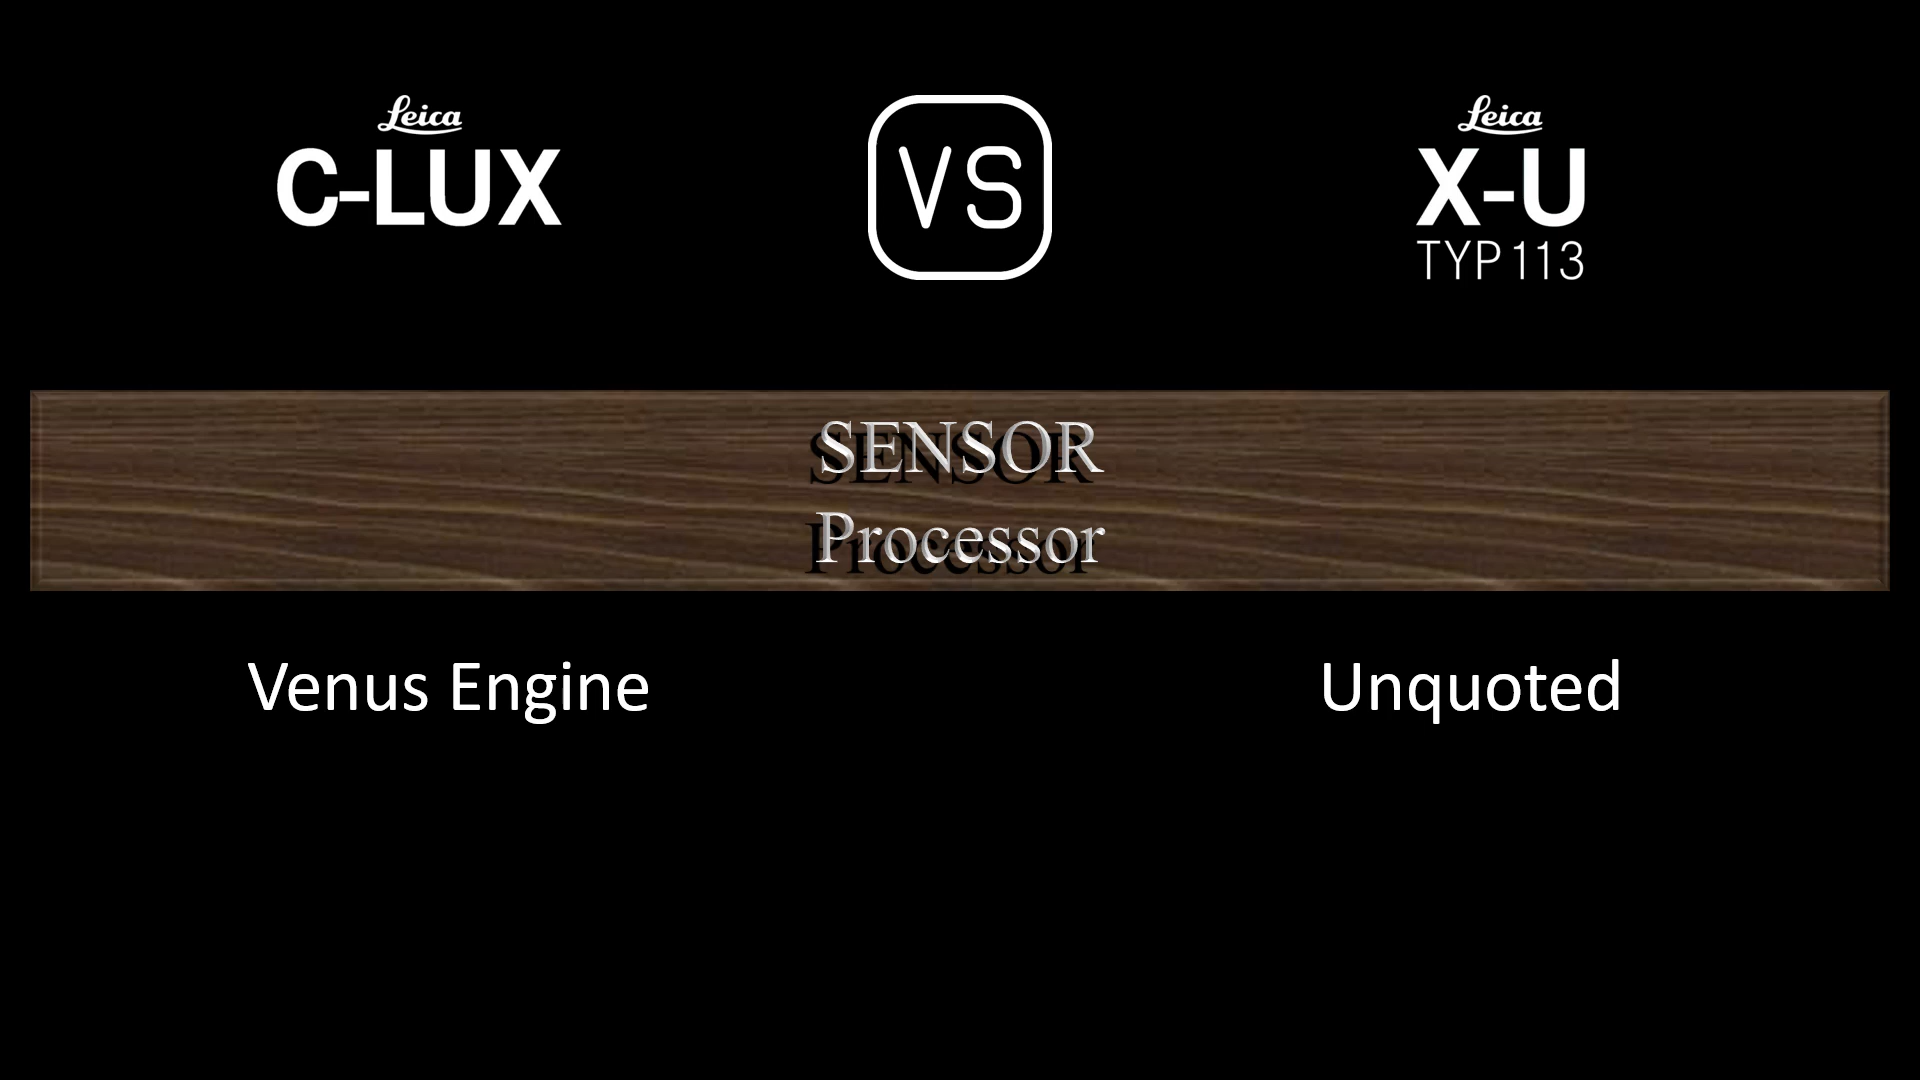 Leica
C-LUX
VS
Leica
X-U
TYP 113
SENSOR
Processor
Venus Engine
Unquoted